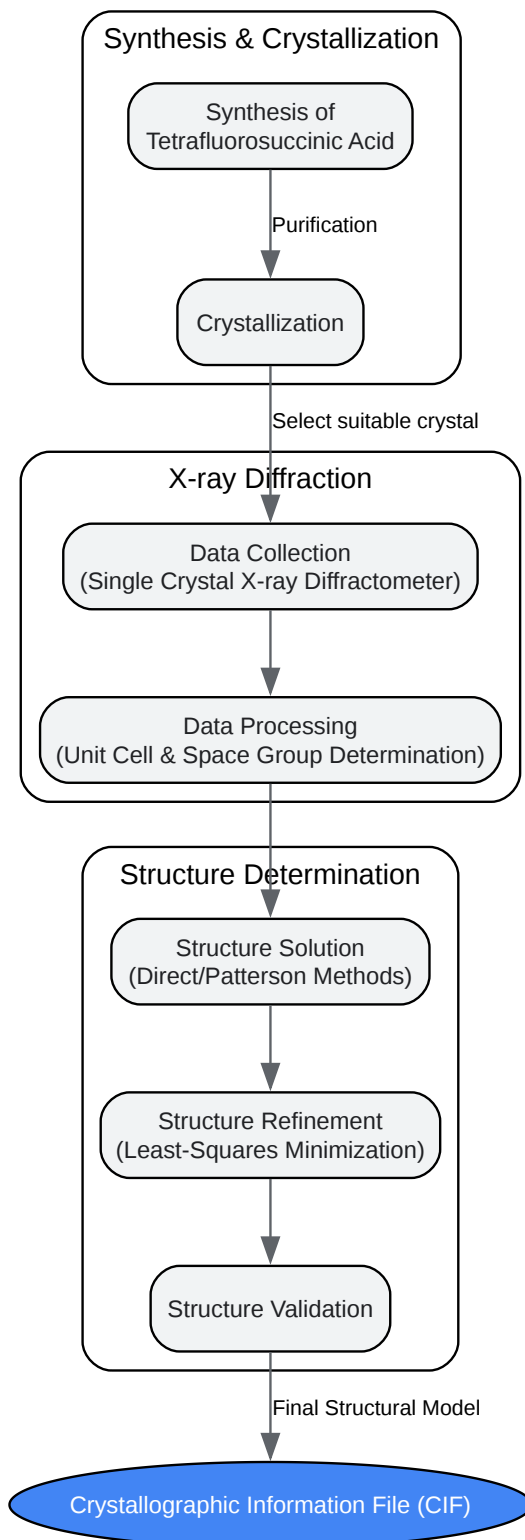 Synthesis & Crystallization
Synthesis of
Tetrafluorosuccinic Acid
Purification
Crystallization
Select suitable crystal
X-ray Diffraction
Data Collection
(Single Crystal X-ray Diffractometer)
Data Processing
(Unit Cell & Space Group Determination)
Structure Determination
Structure Solution
(Direct/Patterson Methods)
Structure Refinement
(Least-Squares Minimization)
Structure Validation
Final Structural Model
Crystallographic Information File (CIF)